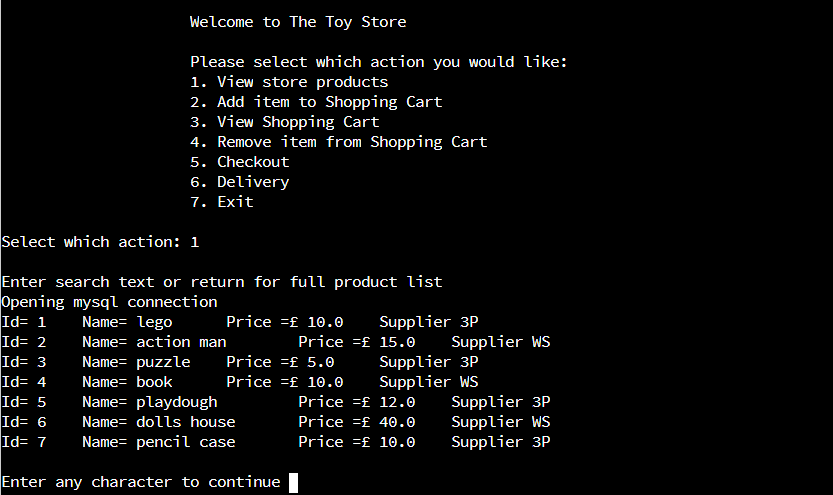 Welcome to The Toy Store
Please select which action you would like:
1. View store products
2. Add item to Shopping Cart
3. View Shopping Cart
4. Remove item from Shopping Cart
5. Checkout
6. Delivery
7. Exit
Select which action: 1
Enter search text or return for full product list
Opening mysql connection
Id= 1    Name= lego      Price =£ 10.0    Supplier 3P
Id= 2    Name= action man        Price =£ 15.0    Supplier WS
Id= 3    Name= puzzle    Price =£ 5.0     Supplier 3P
Id= 4    Name= book      Price =£ 10.0    Supplier WS
Id= 5    Name= playdough         Price =£ 12.0    Supplier 3P
Id= 6    Name= dolls house       Price =£ 40.0    Supplier WS
Id= 7    Name= pencil case       Price =£ 10.0    Supplier 3P
Enter any character to continue